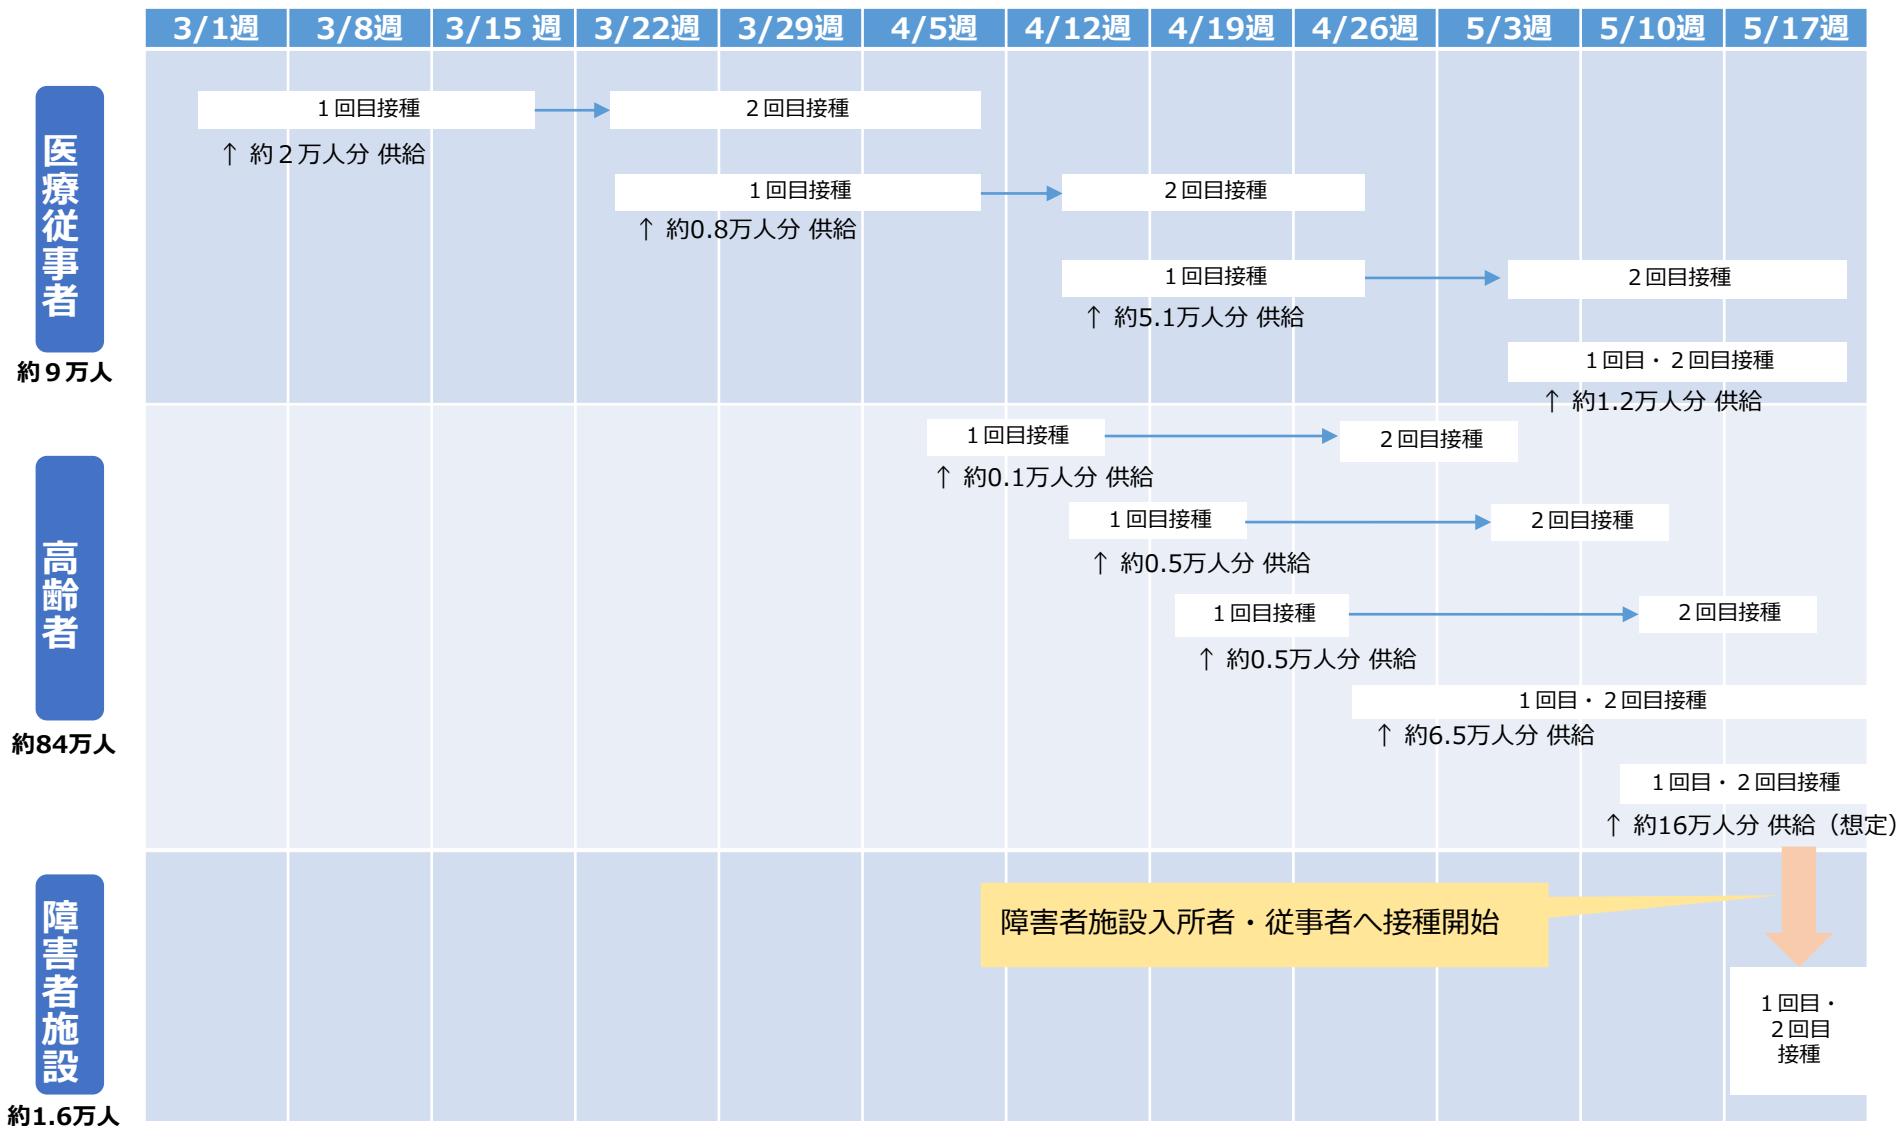 3/1週 3/8週 3/15 週 3/22週 3/29週 4/5週 4/12週 4/19週 4/26週 5/3週 5/10週 5/17週
医療従事者
約９万人
１回目接種 ２回目接種
↑ 約２万人分 供給
１回目接種 ２回目接種
↑ 約0.8万人分 供給
１回目接種 ２回目接種
↑ 約5.1万人分 供給
１回目・２回目接種
↑ 約1.2万人分 供給
高齢者
約84万人
１回目接種 ２回目接種
↑ 約0.1万人分 供給
１回目接種 ２回目接種
↑ 約0.5万人分 供給
１回目接種 ２回目接種
↑ 約0.5万人分 供給
１回目・２回目接種
↑ 約6.5万人分 供給
１回目・２回目接種
↑ 約16万人分 供給（想定）
障害者施設
約1.6万人
障害者施設入所者・従事者へ接種開始
１回目・
２回目
接種